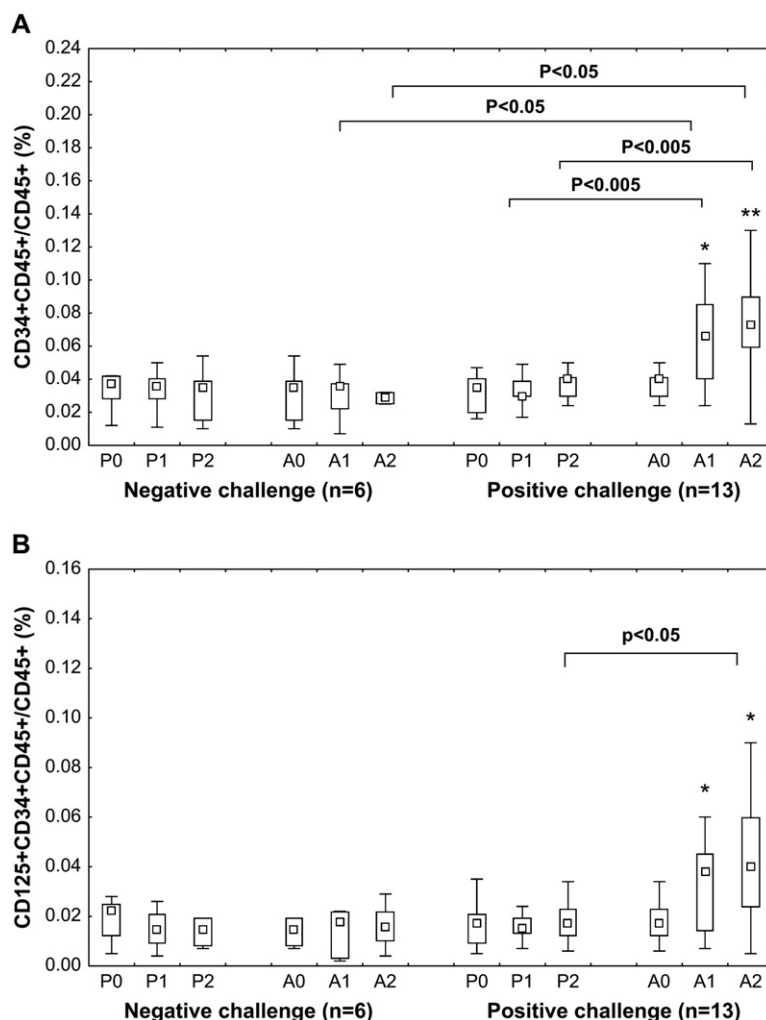 A
CD34+CD45+/CD45+ (%)
0.24
0.22
0.20
0.18
0.16
0.14
0.12
0.10
0.08
0.06
0.04
0.02
0.00
P<0.05
P<0.05
P<0.005
P<0.005
*
**
P0 P1 P2 A0 A1 A2 P0 P1 P2 A0 A1 A2
Negative challenge (n=6) Positive challenge (n=13)
B
CD125+CD34+CD45+/CD45+ (%)
0.16
0.14
0.12
0.10
0.08
0.06
0.04
0.02
0.00
p<0.05
*
*
P0 P1 P2 A0 A1 A2 P0 P1 P2 A0 A1 A2
Negative challenge (n=6) Positive challenge (n=13)